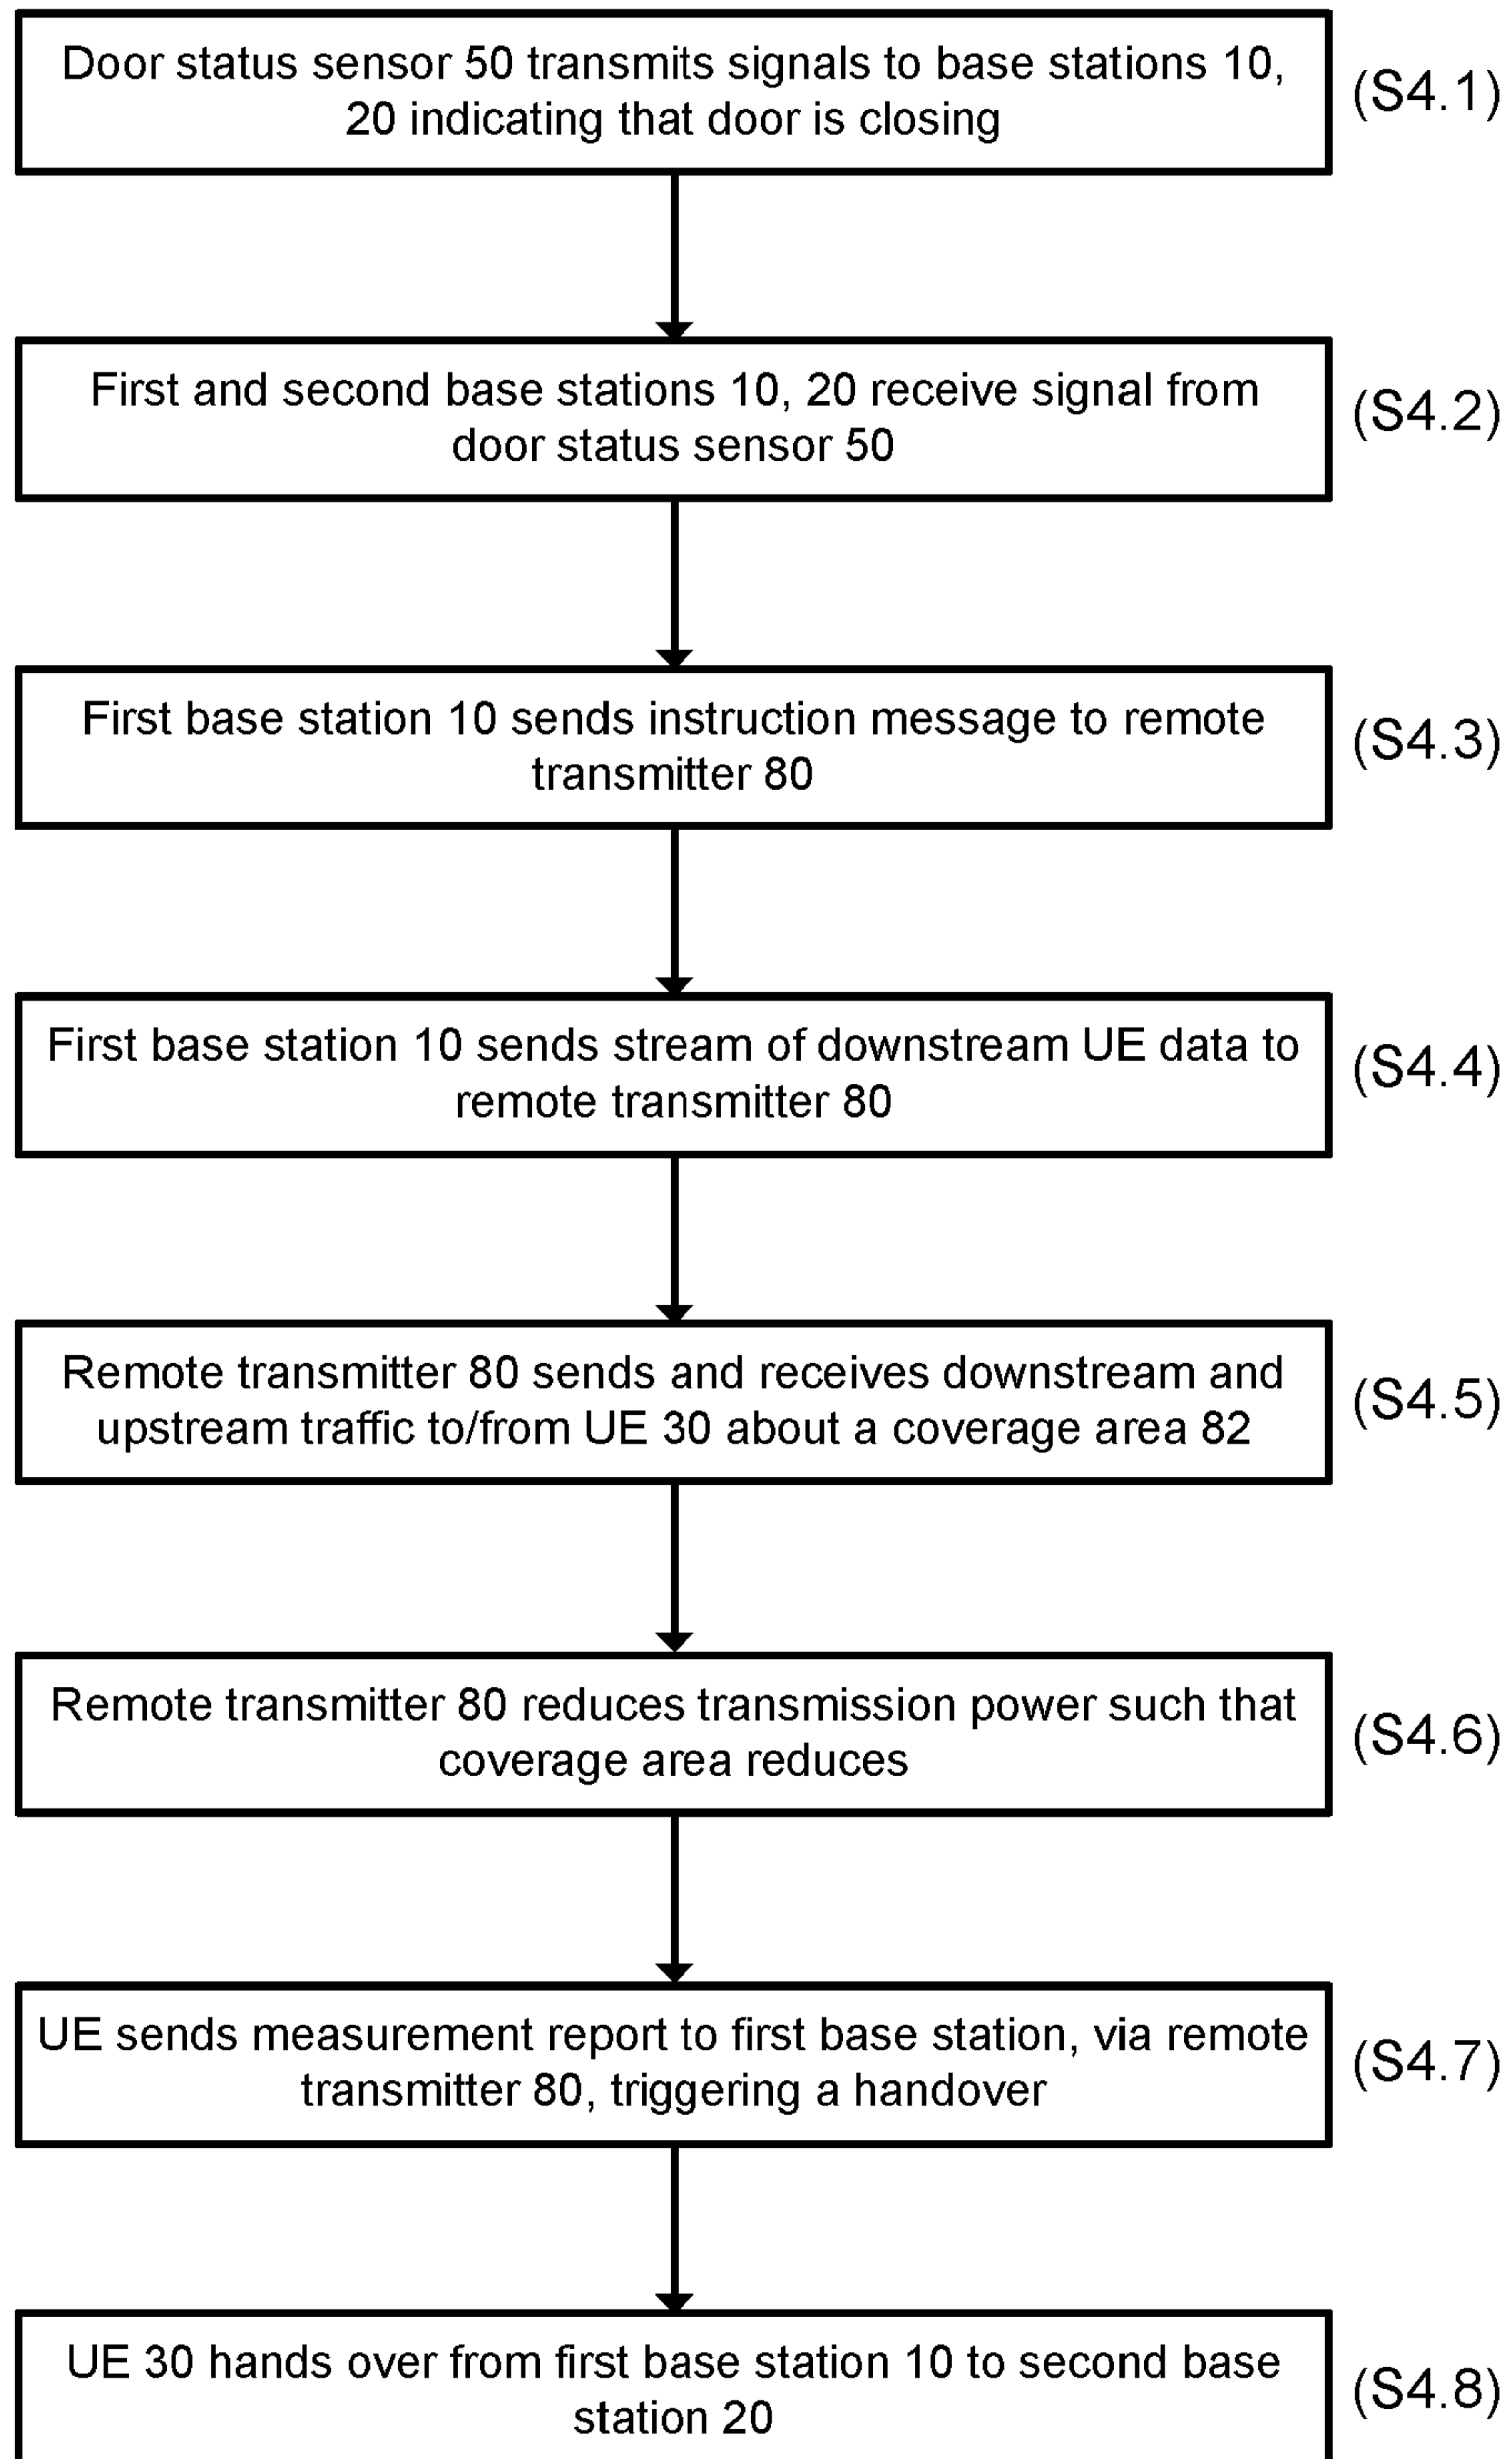 Door status sensor 50 transmits signals to base stations 10,
20 indicating that door is closing
(S4.1)
First and second base stations 10, 20 receive signal from
door status sensor 50
(S4.2)
First base station 10 sends instruction message to remote
transmitter 80
(S4.3)
First base station 10 sends stream of downstream UE data to
remote transmitter 80
(S4.4)
Remote transmitter 80 sends and receives downstream and
upstream traffic to/from UE 30 about a coverage area 82
(S4.5)
Remote transmitter 80 reduces transmission power such that
coverage area reduces
(S4.6)
UE sends measurement report to first base station, via remote
transmitter 80, triggering a handover
(S4.7)
UE 30 hands over from first base station 10 to second base
station 20
(S4.8)